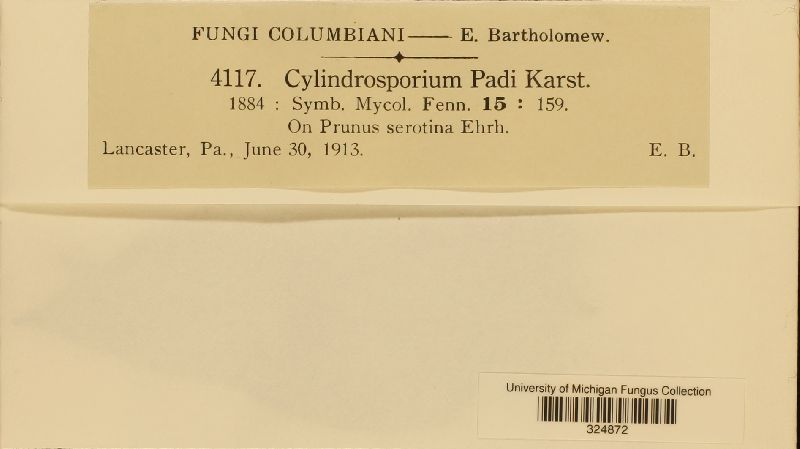 FUNGI COLUMBIANI—— E. Bartholomew.
4117. Cylindrosporium Padi Karst.
1884 : Symb. Mycol. Fenn. 15 : 159.
On Prunus serotina Ehrh.
Lancaster, Pa., June 30, 1913. E. B.
University of Michigan Fungus Collection
324872